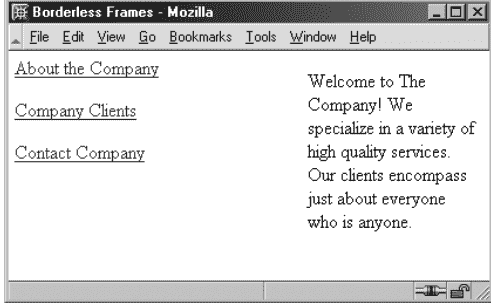 Borderless Frames - Mozilla
File Edit View Go Bookmarks Tools Window Help
About the Company
Company Clients
Contact Company
Welcome to The
Company! We
specialize in a variety of
high quality services.
Our clients encompass
just about everyone
who is anyone.